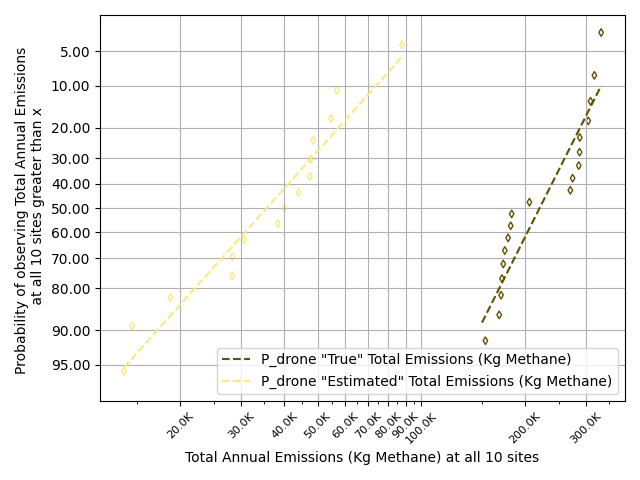 Probability of observing Total Annual Emissions
at all 10 sites greater than x
5.00
10.00
20.00
30.00
40.00
50.00
60.00
70.00
80.00
90.00
95.00
P_drone "True" Total Emissions (Kg Methane)
P_drone "Estimated" Total Emissions (Kg Methane)
20.0K
30.0K
40.0K
50.0K
60.0K
70.0K
80.0K
90.0K
100.0K
200.0K
300.0K
Total Annual Emissions (Kg Methane) at all 10 sites